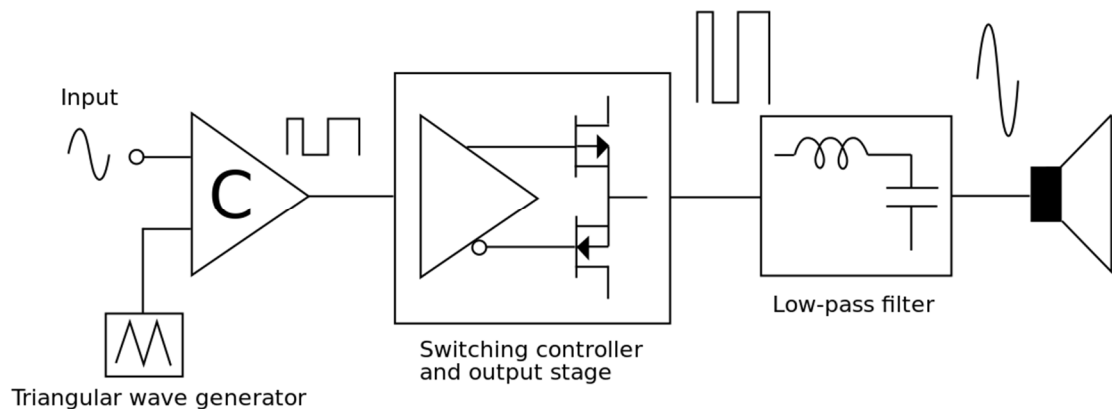 Input
C
Triangular wave generator
Switching controller
and output stage
Low-pass filter